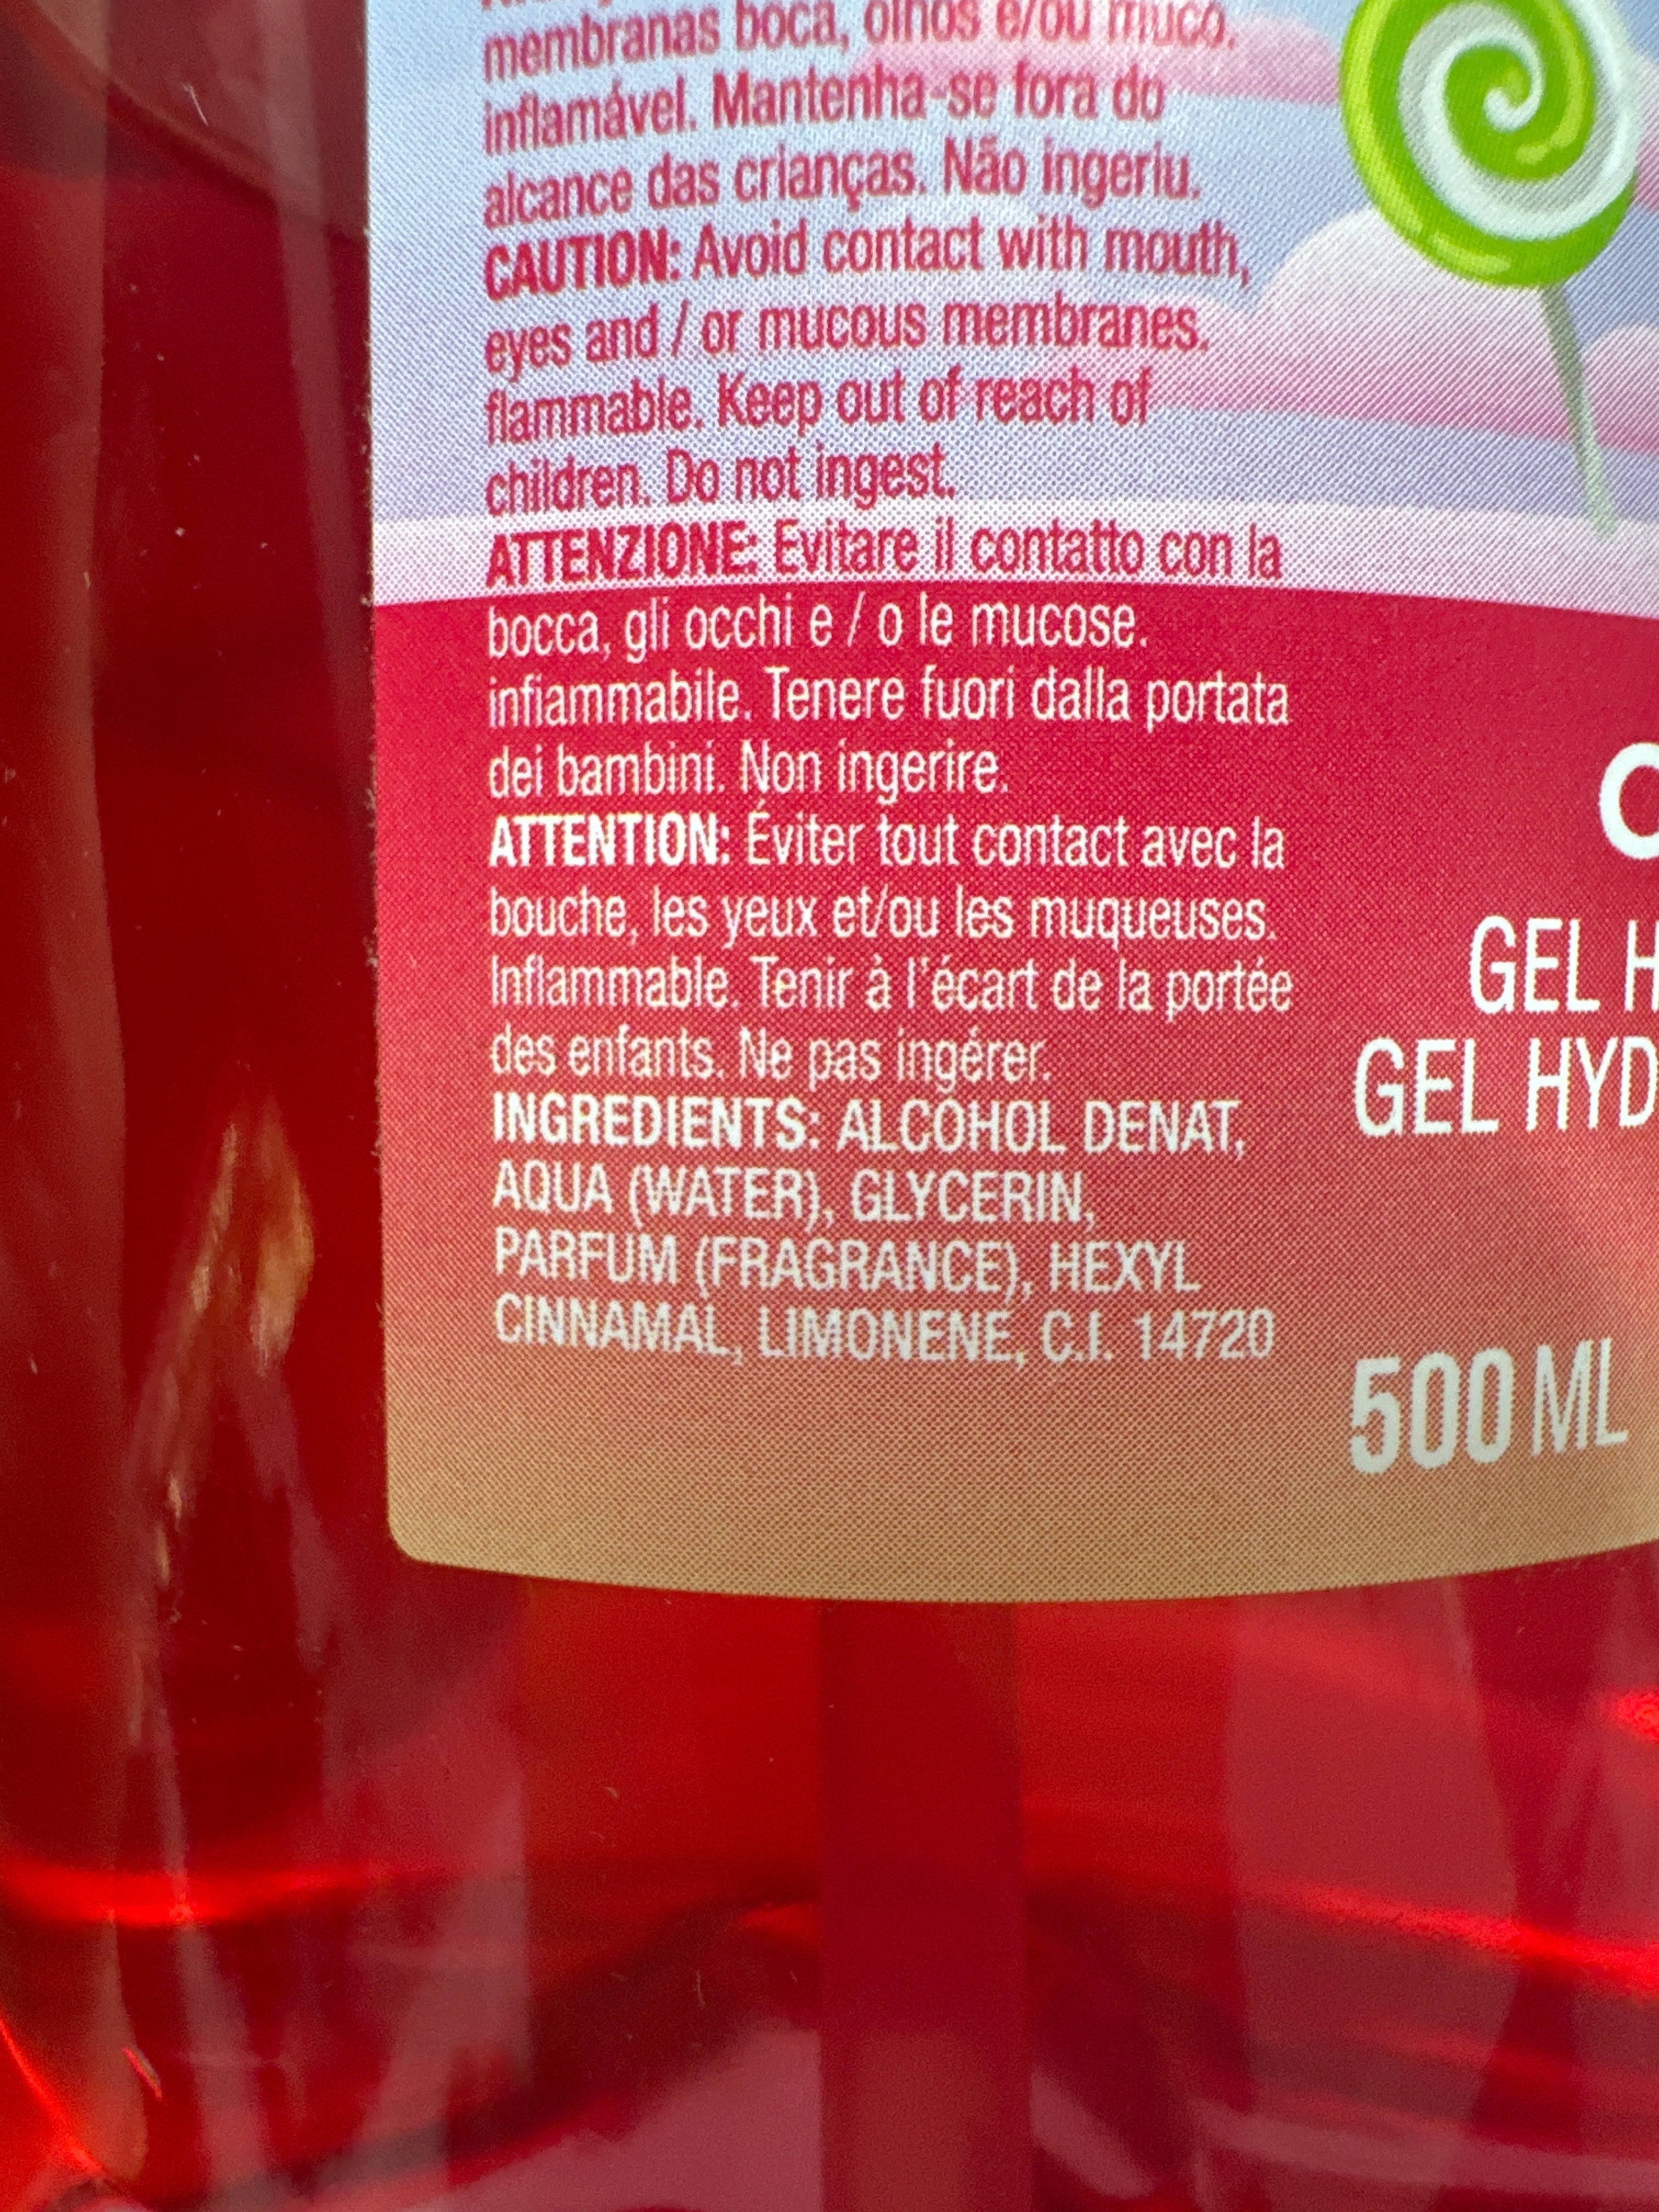 membranas boca, olhos e/ou muco.
inflamável. Mantenha-se fora do
alcance das crianças. Não ingeriu.
CAUTION: Avoid contact with mouth,
eyes and / or mucous membranes.
flammable. Keep out of reach of
children. Do not ingest.
ATTENZIONE: Evitare il contatto con la
bocca, gli occhi e / o le mucose.
infiammabile. Tenere fuori dalla portata
dei bambini. Non ingerire.
ATTENTION: Éviter tout contact avec la
bouche, les yeux et/ou les muqueuses.
Inflammable. Tenir à l'écart de la portée
des enfants. Ne pas ingérer.
INGREDIENTS: ALCOHOL DENAT,
AQUA (WATER), GLYCERIN,
PARFUM (FRAGRANCE), HEXYL
CINNAMAL, LIMONENE, C.I. 14720
GEL H
GEL HYD
500 ML